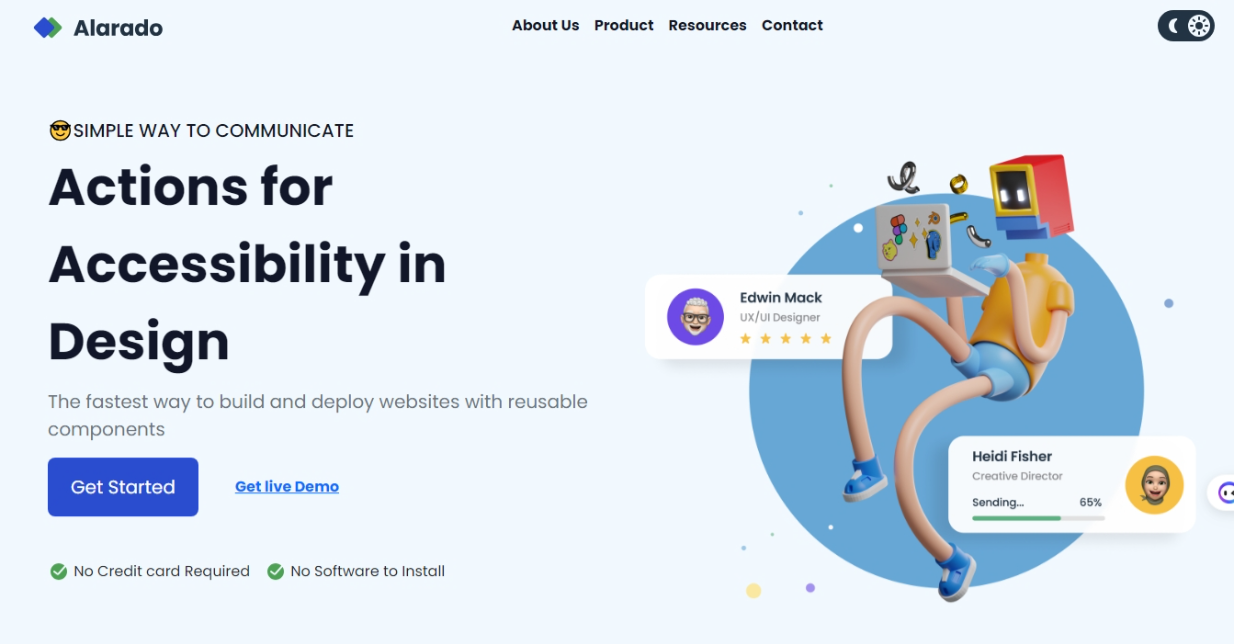 Alarado
About Us Product Resources Contact
😎SIMPLE WAY TO COMMUNICATE
Actions for
Accessibility in
Design
The fastest way to build and deploy websites with reusable
components
Get Started Get live Demo
No Credit card Required No Software to Install
Edwin Mack
UX/UI Designer
Heidi Fisher
Creative Director
Sending... 65%